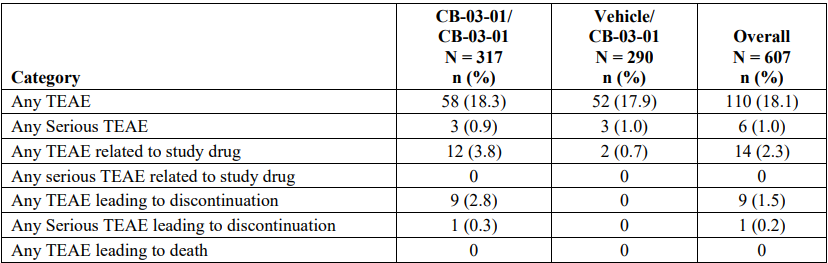 Category CB-03-01/ CB-03-01 N = 317 n (%) Vehicle/ CB-03-01 N = 290 n (%) Overall N = 607 n (%)
Any TEAE 58 (18.3) 52 (17.9) 110 (18.1)
Any Serious TEAE 3 (0.9) 3 (1.0) 6 (1.0)
Any TEAE related to study drug 12 (3.8) 2 (0.7) 14 (2.3)
Any serious TEAE related to study drug 0 0 0
Any TEAE leading to discontinuation 9 (2.8) 0 9 (1.5)
Any Serious TEAE leading to discontinuation 1 (0.3) 0 1 (0.2)
Any TEAE leading to death 0 0 0